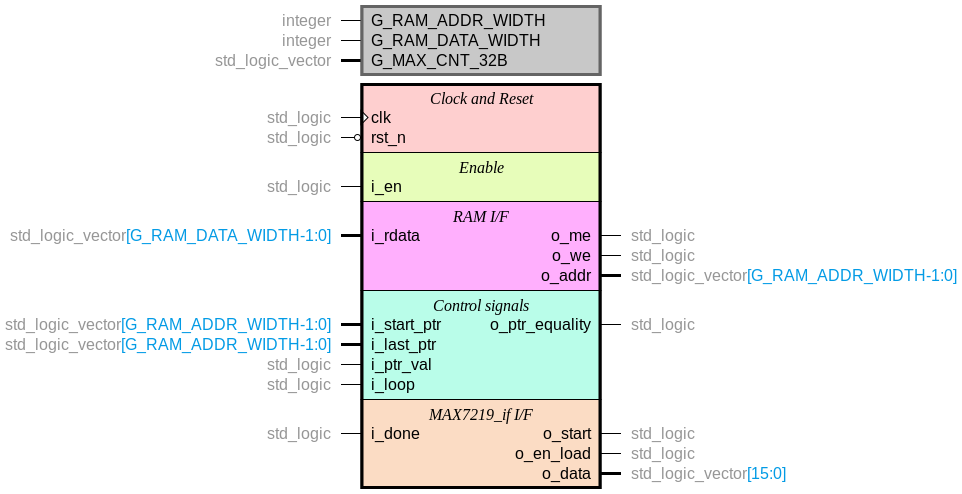 integer G_RAM_ADDR_WIDTH
integer G_RAM_DATA_WIDTH
std_logic_vector G_MAX_CNT_32B
Clock and Reset
std_logic clk
std_logic rst_n
Enable
std_logic i_en
RAM I/F
std_logic_vector[G_RAM_DATA_WIDTH-1:0] i_rdata o_me std_logic
o_we std_logic
o_addr std_logic_vector[G_RAM_ADDR_WIDTH-1:0]
Control signals
std_logic_vector[G_RAM_ADDR_WIDTH-1:0] i_start_ptr o_ptr_equality std_logic
std_logic_vector[G_RAM_ADDR_WIDTH-1:0] i_last_ptr
std_logic i_ptr_val
std_logic i_loop
MAX7219_if I/F
std_logic i_done o_start std_logic
o_en_load std_logic
o_data std_logic_vector[15:0]